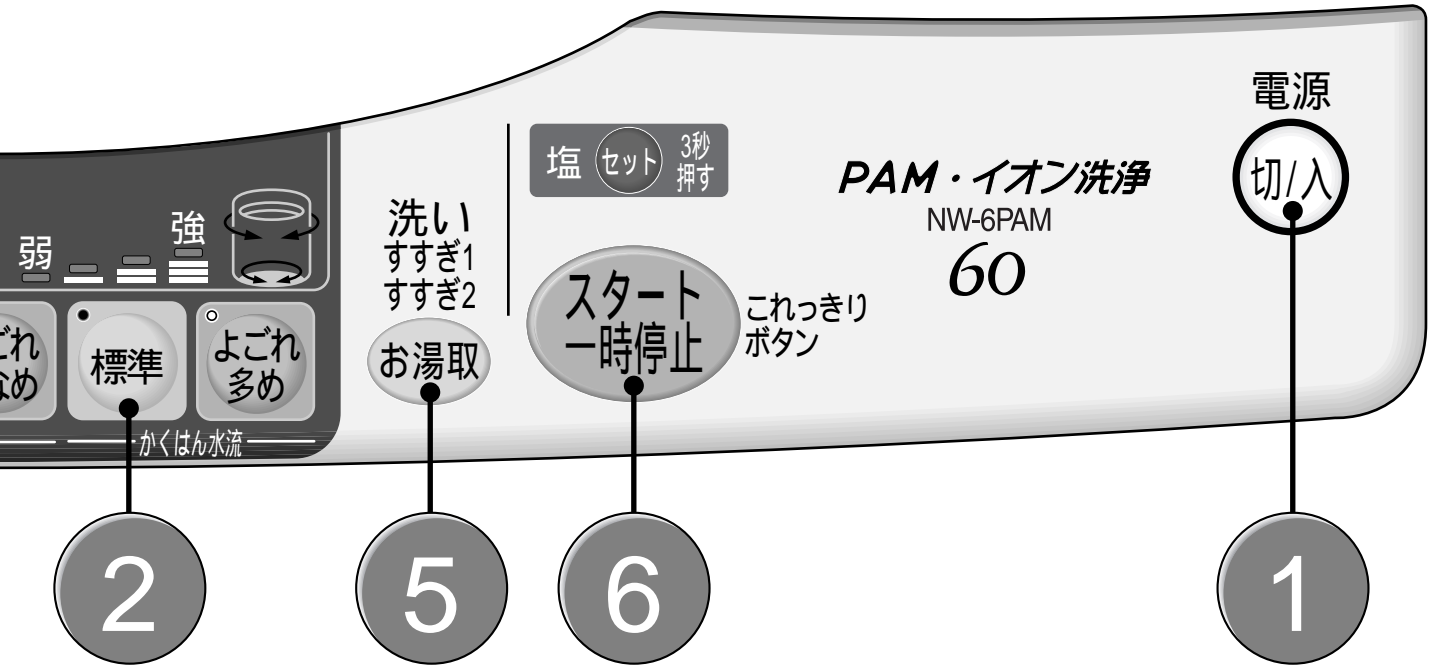 電源
切/入
塩 セット 3秒
押す
PAM・イオン洗浄
NW-6PAM
60
洗い
すすぎ1
すすぎ2
お湯取
スタート
一時停止
これっきり
ボタン
弱
強
標準
よごれ
多め
かくはん水流
2
5
6
1